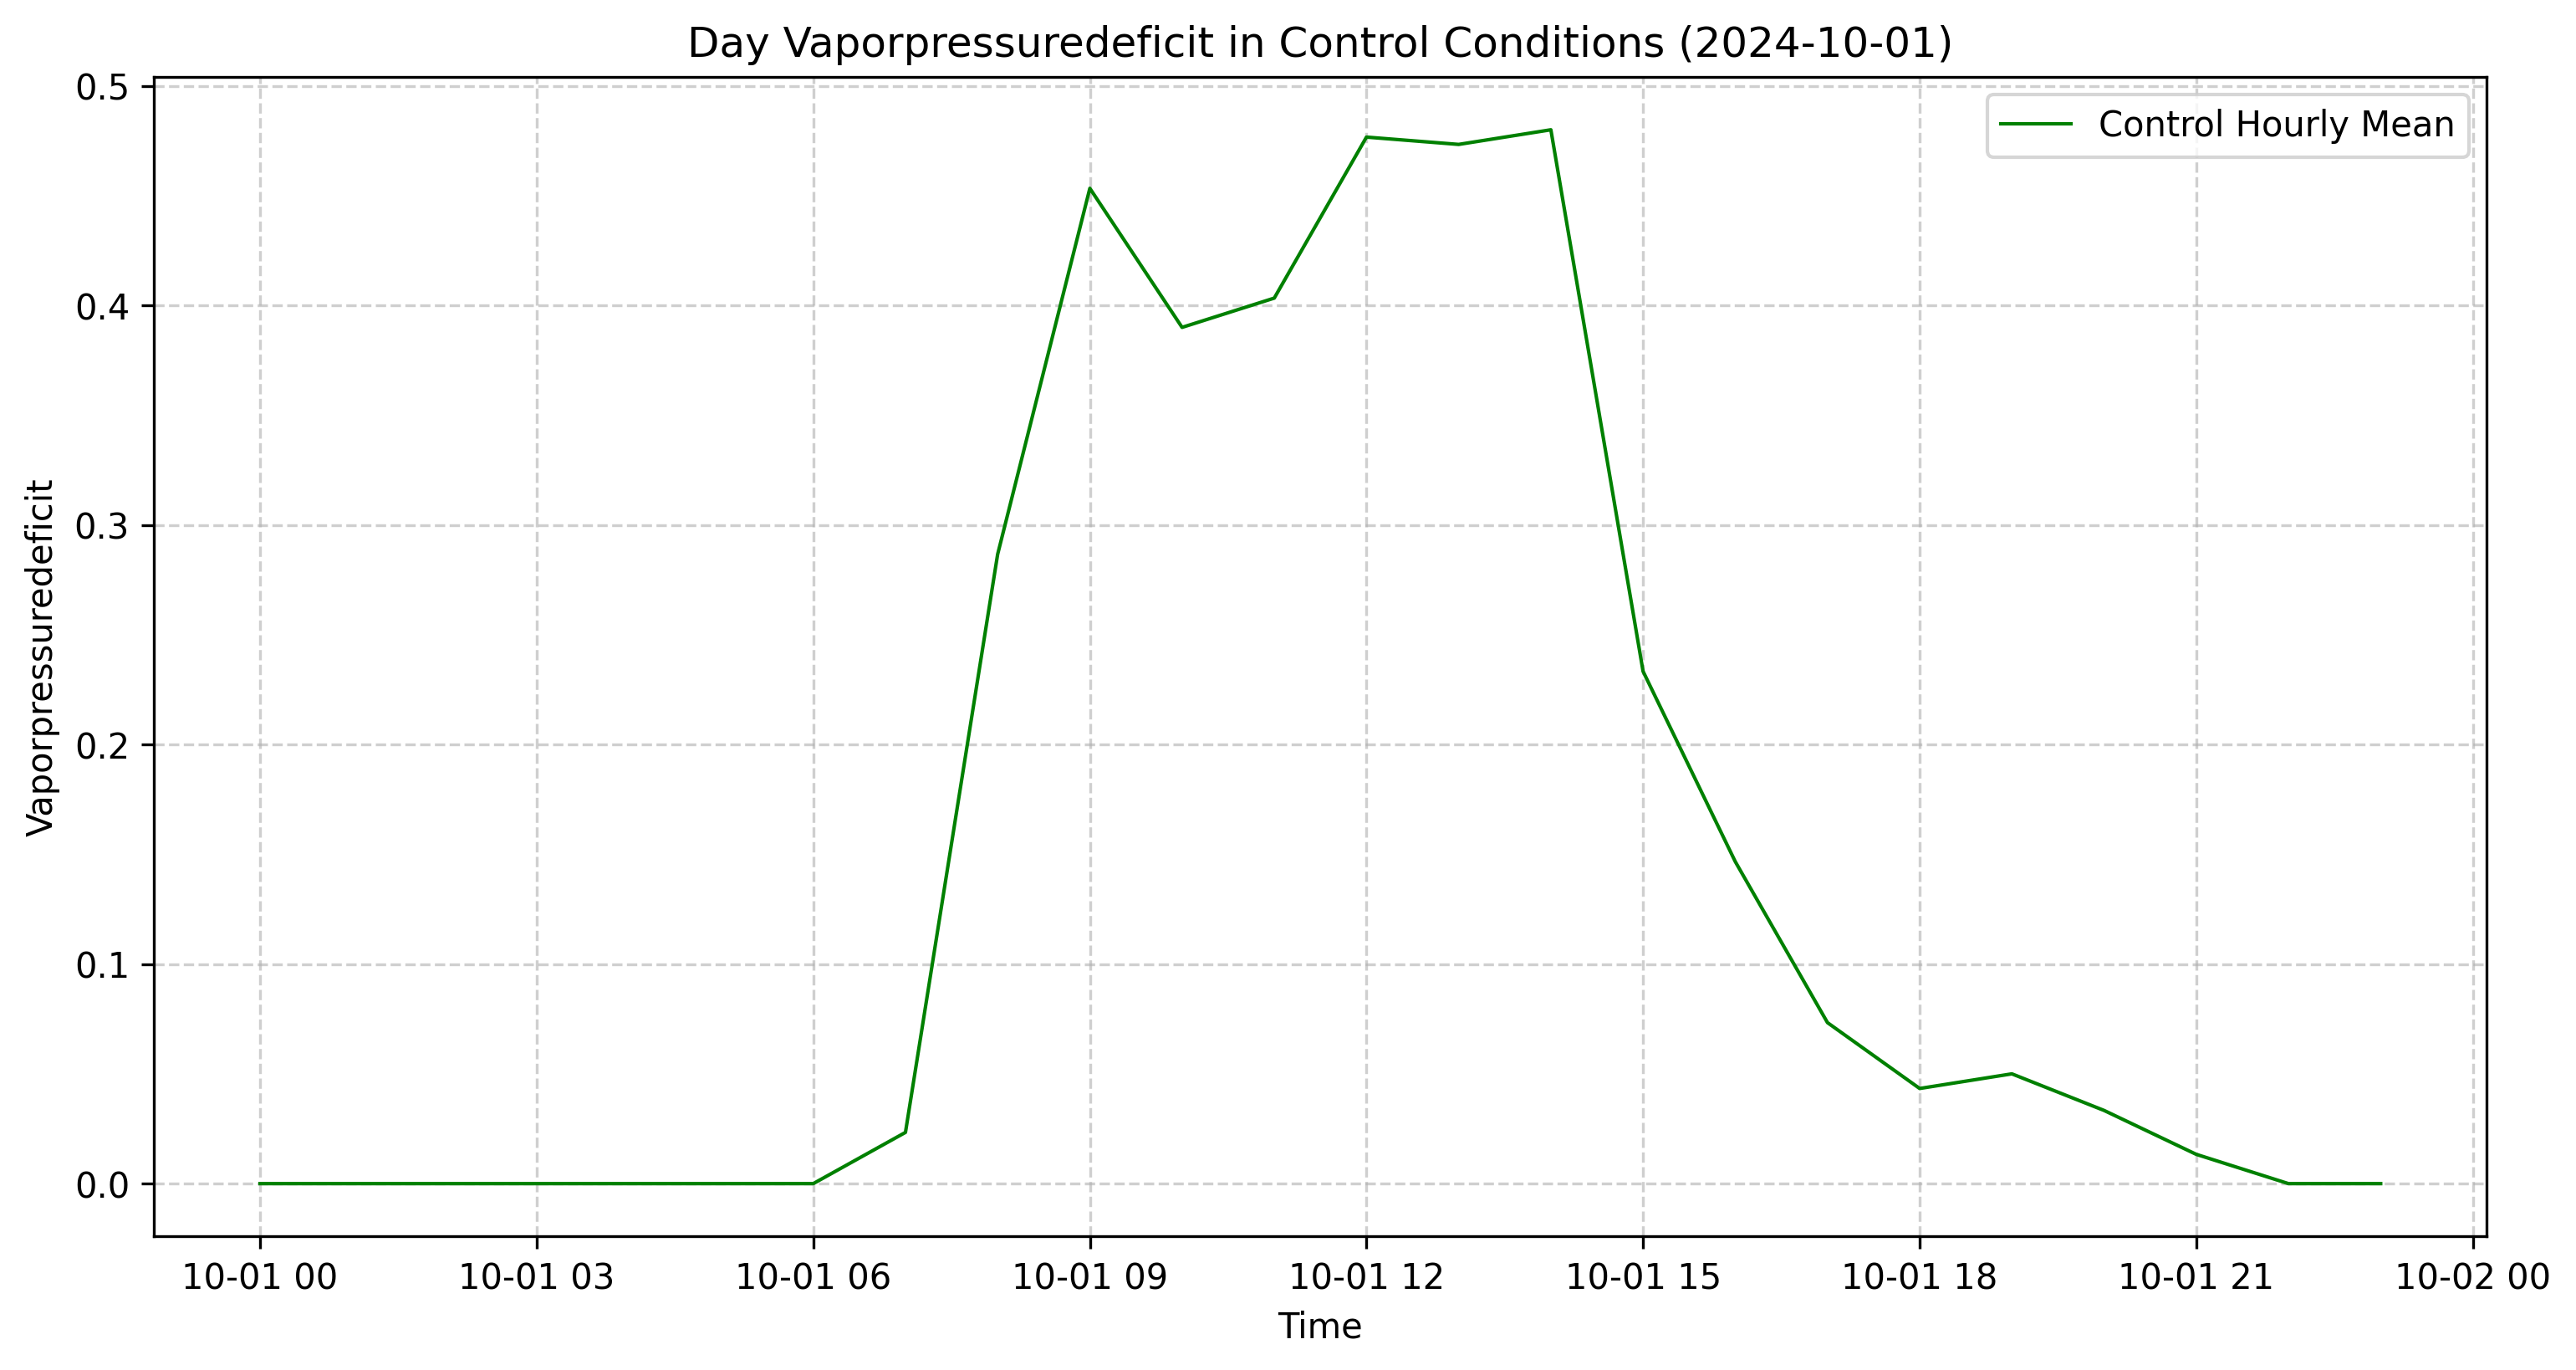 Day Vaporpressuredeficit in Control Conditions (2024-10-01)
Control Hourly Mean
Vaporpressuredeficit
0.5
0.4
0.3
0.2
0.1
0.0
10-01 00 10-01 03 10-01 06 10-01 09 10-01 12 10-01 15 10-01 18 10-01 21 10-02 00
Time